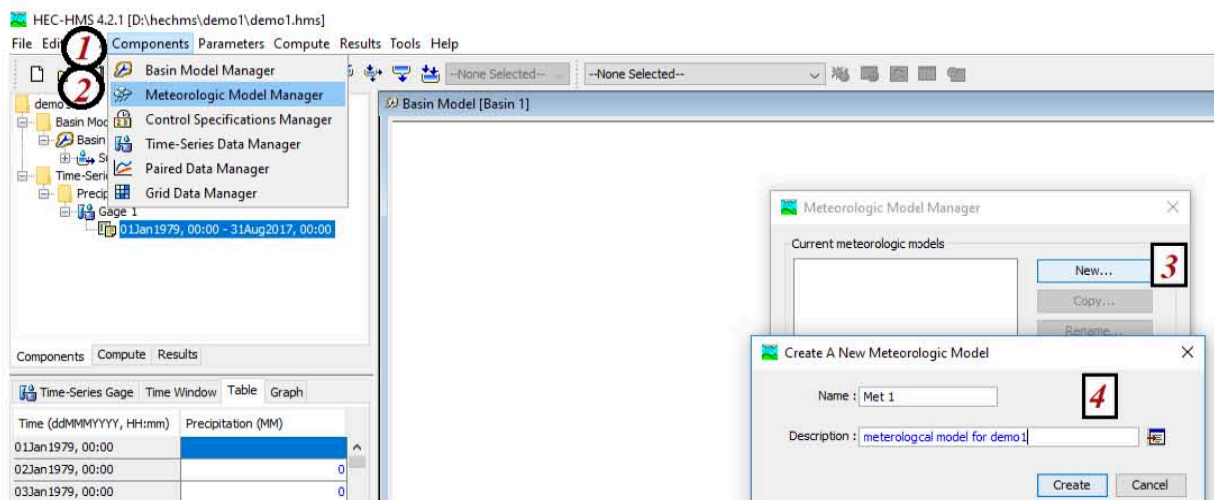 HEC-HMS 4.2.1 [D:\hechms\demo1\demo1.hms]
File Edit Components Parameters Compute Results Tools Help
1
2
Basin Model Manager
Meteorologic Model Manager
Control Specifications Manager
Time-Series Data Manager
Paired Data Manager
Grid Data Manager
--None Selected--
--None Selected--
Basin Mod
Basin
Time-Seri
Precip
Gage 1
01Jan1979, 00:00 - 31Aug2017, 00:00
Components Compute Results
Time-Series Gage Time Window Table Graph
Time (ddMMMYYYY, HH:mm) Precipitation (MM)
01Jan1979, 00:00
02Jan1979, 00:00 0
03Jan1979, 00:00 0
Basin Model [Basin 1]
Meteorologic Model Manager
Current meteorologic models
New...
3
Copy...
Rename...
Create A New Meteorologic Model
4
Name : Met 1
Description : meterologcal model for demo1
Create Cancel